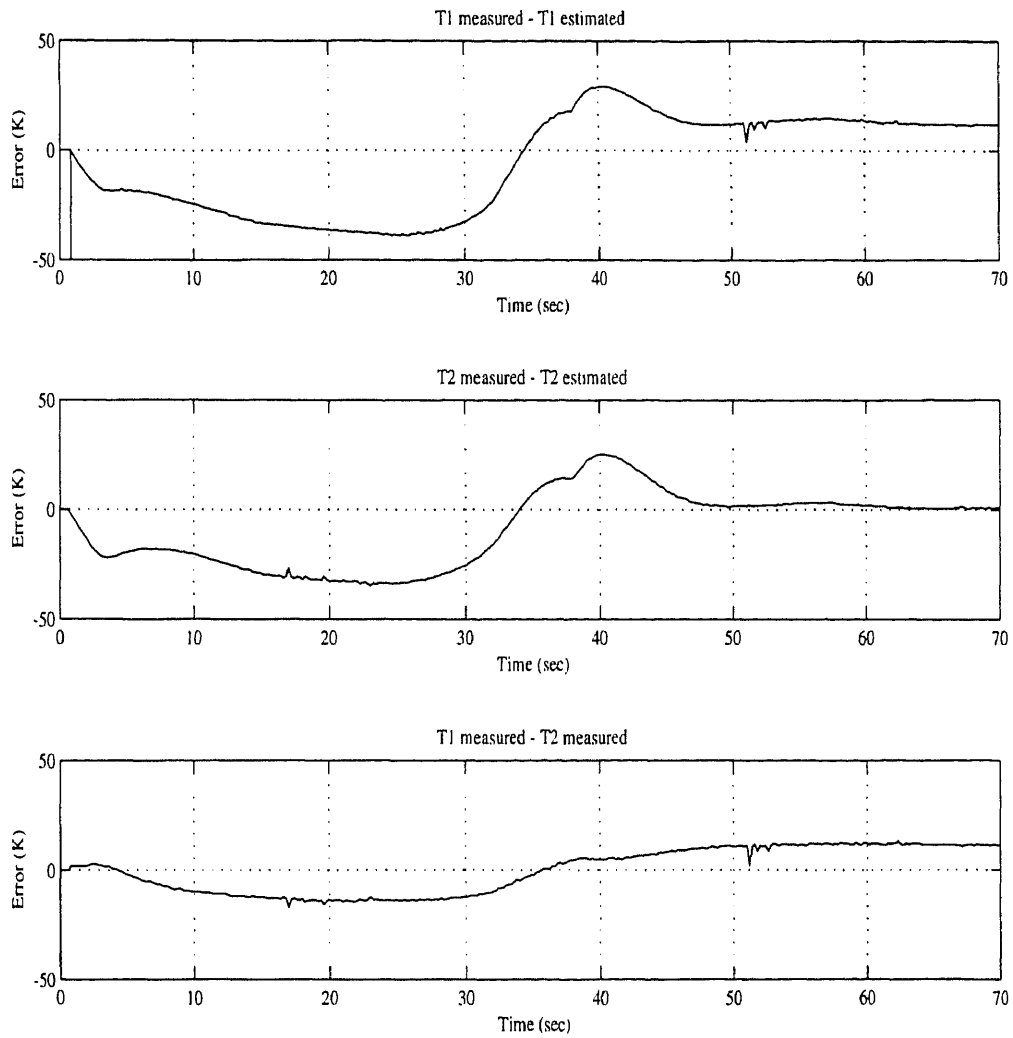 T1 measured - T1 estimated
50
0
-50
Error (K)
0 10 20 30 40 50 60 70
Time (sec)
T2 measured - T2 estimated
50
0
-50
Error (K)
0 10 20 30 40 50 60 70
Time (sec)
T1 measured - T2 measured
50
0
-50
Error (K)
0 10 20 30 40 50 60 70
Time (sec)